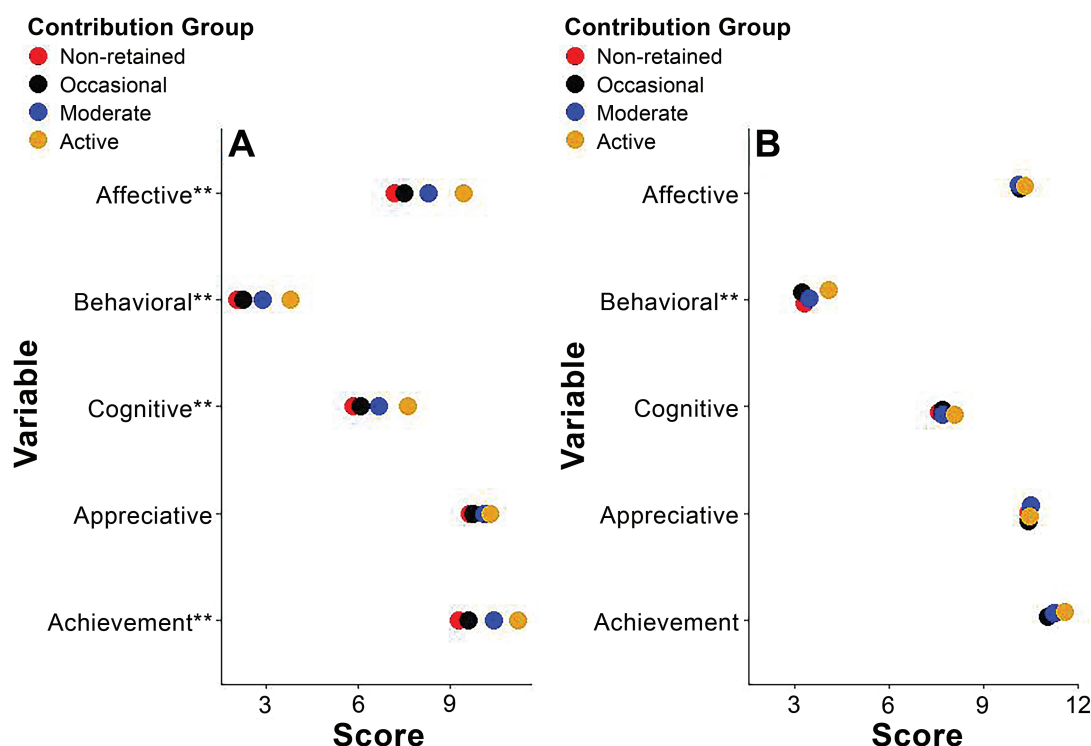 Contribution Group
Non-retained
Occasional
Moderate
Active
A
Affective**
Behavioral**
Cognitive**
Appreciative
Achievement**
Variable
3 6 9
Score
Contribution Group
Non-retained
Occasional
Moderate
Active
B
Affective
Behavioral**
Cognitive
Appreciative
Achievement
Variable
3 6 9 12
Score